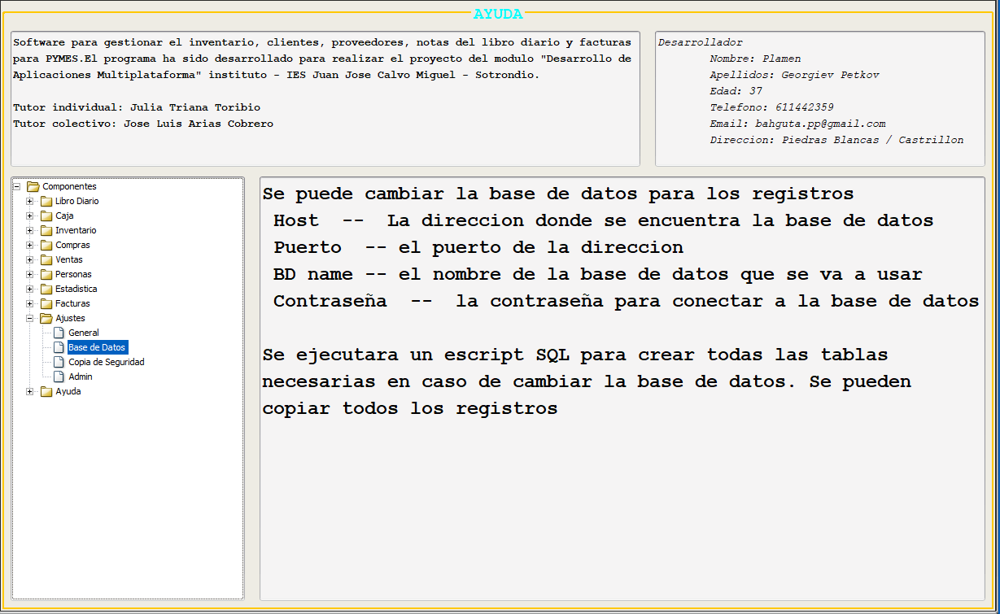 AYUDA
Software para gestionar el inventario, clientes, proveedores, notas del libro diario y facturas
para PYMES.El programa ha sido desarrollado para realizar el proyecto del modulo "Desarrollo de
Aplicaciones Multiplataforma" instituto - IES Juan Jose Calvo Miguel - Sotrondio.
Tutor individual: Julia Triana Toribio
Tutor colectivo: Jose Luis Arias Cobrero
Desarrollador
Nombre: Plamen
Apellidos: Georgiev Petkov
Edad: 37
Telefono: 611442359
Email: bahguta.pp@gmail.com
Direccion: Piedras Blancas / Castrillon
Componentes
Libro Diario
Caja
Inventario
Compras
Ventas
Personas
Estadistica
Facturas
Ajustes
General
Base de Datos
Copia de Seguridad
Admin
Ayuda
Se puede cambiar la base de datos para los registros
Host -- La direccion donde se encuentra la base de datos
Puerto -- el puerto de la direccion
BD name -- el nombre de la base de datos que se va a usar
Contraseña -- la contraseña para conectar a la base de datos
Se ejecutara un escript SQL para crear todas las tablas
necesarias en caso de cambiar la base de datos. Se pueden
copiar todos los registros